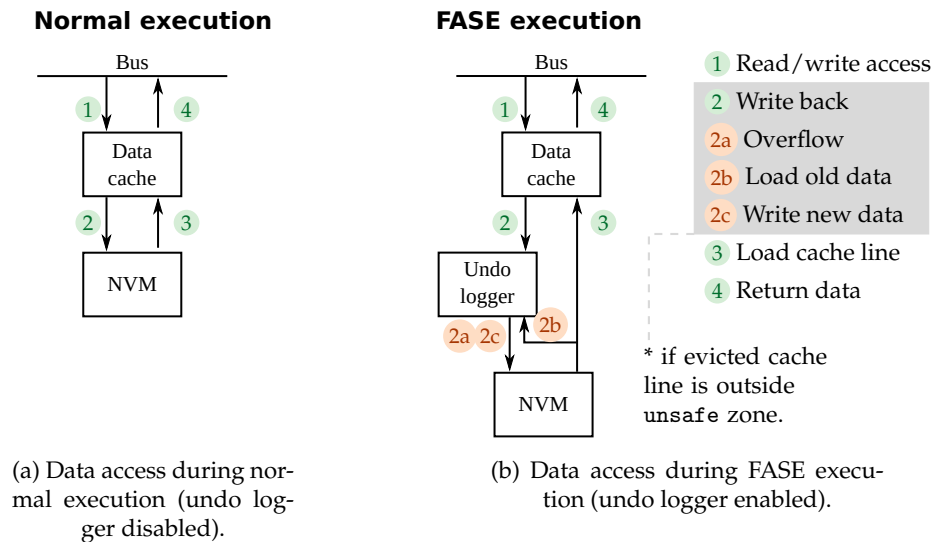 Normal execution
Bus
1
4
Data
cache
2
3
NVM
(a) Data access during nor-
mal execution (undo log-
ger disabled).
FASE execution
Bus
1
4
Data
cache
2
3
Undo
logger
2a 2c
2b
NVM
1 Read/write access
2 Write back
2a Overflow
2b Load old data
2c Write new data
3 Load cache line
4 Return data
* if evicted cache
line is outside
unsafe zone.
(b) Data access during FASE execu-
tion (undo logger enabled).